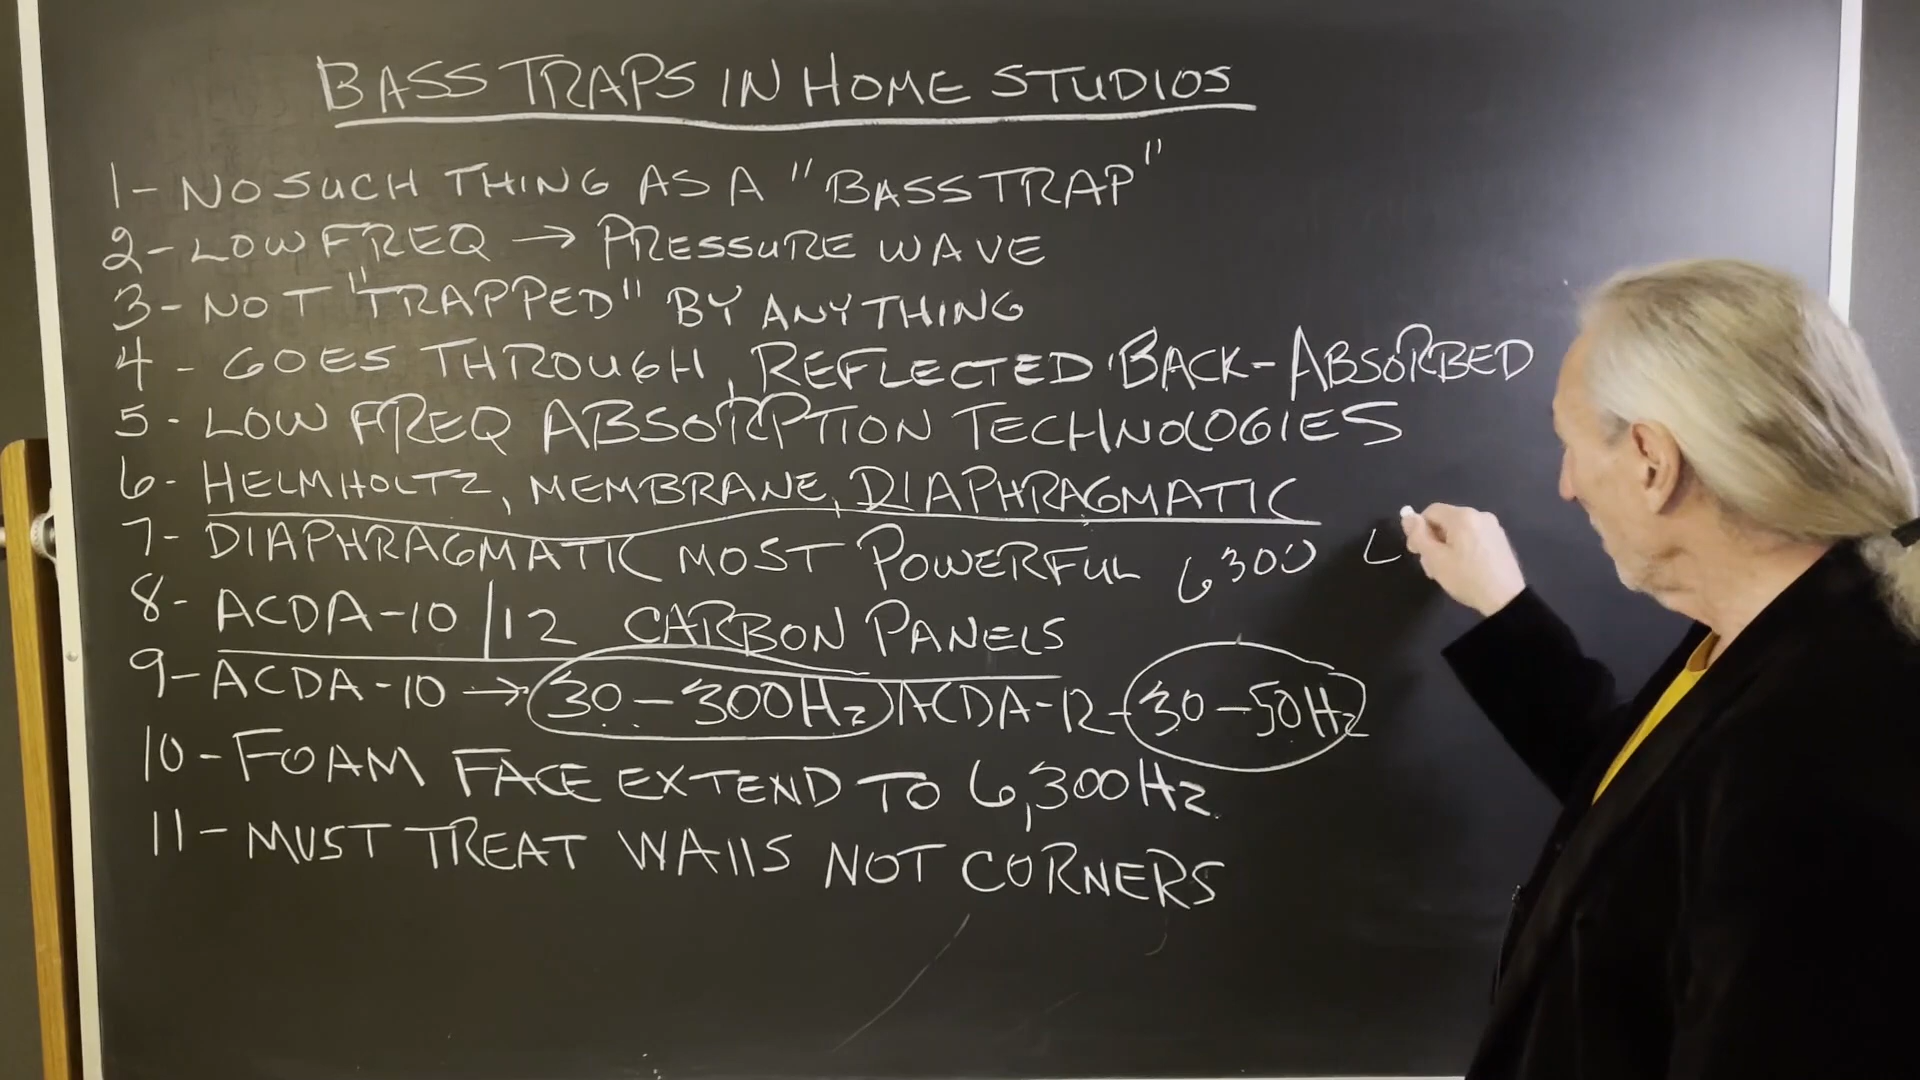 BASS TRAPS IN HOME STUDIOS
1- NO SUCH THING AS A "BASS TRAP"
2- LOW FREQ → PRESSURE WAVE
3- NOT "TRAPPED" BY ANYTHING
4- GOES THROUGH, REFLECTED BACK-ABSORBED
5- LOW FREQ ABSORPTION TECHNOLOGIES
6- HELMHOLTZ, MEMBRANE, DIAPHRAGMATIC
7- DIAPHRAGMATIC MOST POWERFUL 6300
8- ACDA-10/12 CARBON PANELS
9- ACDA-10 → 30-300Hz ACDA-12-30-50Hz
10- FOAM FACE EXTEND TO 6,300Hz
11- MUST TREAT WAllS NOT CORNERS